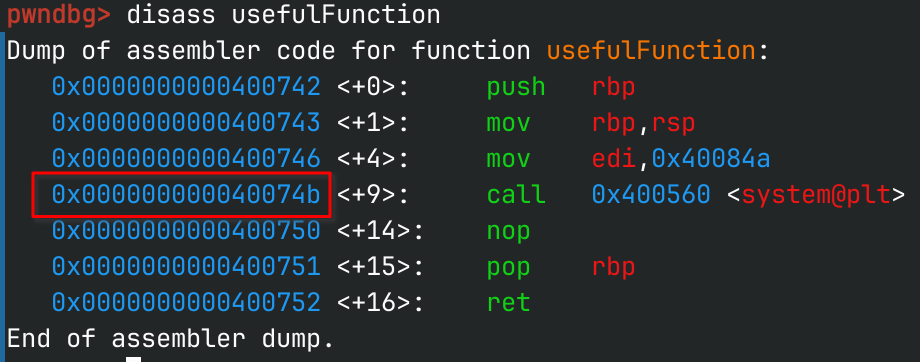 pwndbg> disass usefulFunction
Dump of assembler code for function usefulFunction:
   0x0000000000400742 <+0>:     push   rbp
   0x0000000000400743 <+1>:     mov    rbp,rsp
   0x0000000000400746 <+4>:     mov    edi,0x40084a
   0x000000000040074b <+9>:     call   0x400560 <system@plt>
   0x0000000000400750 <+14>:    nop
   0x0000000000400751 <+15>:    pop    rbp
   0x0000000000400752 <+16>:    ret
End of assembler dump.